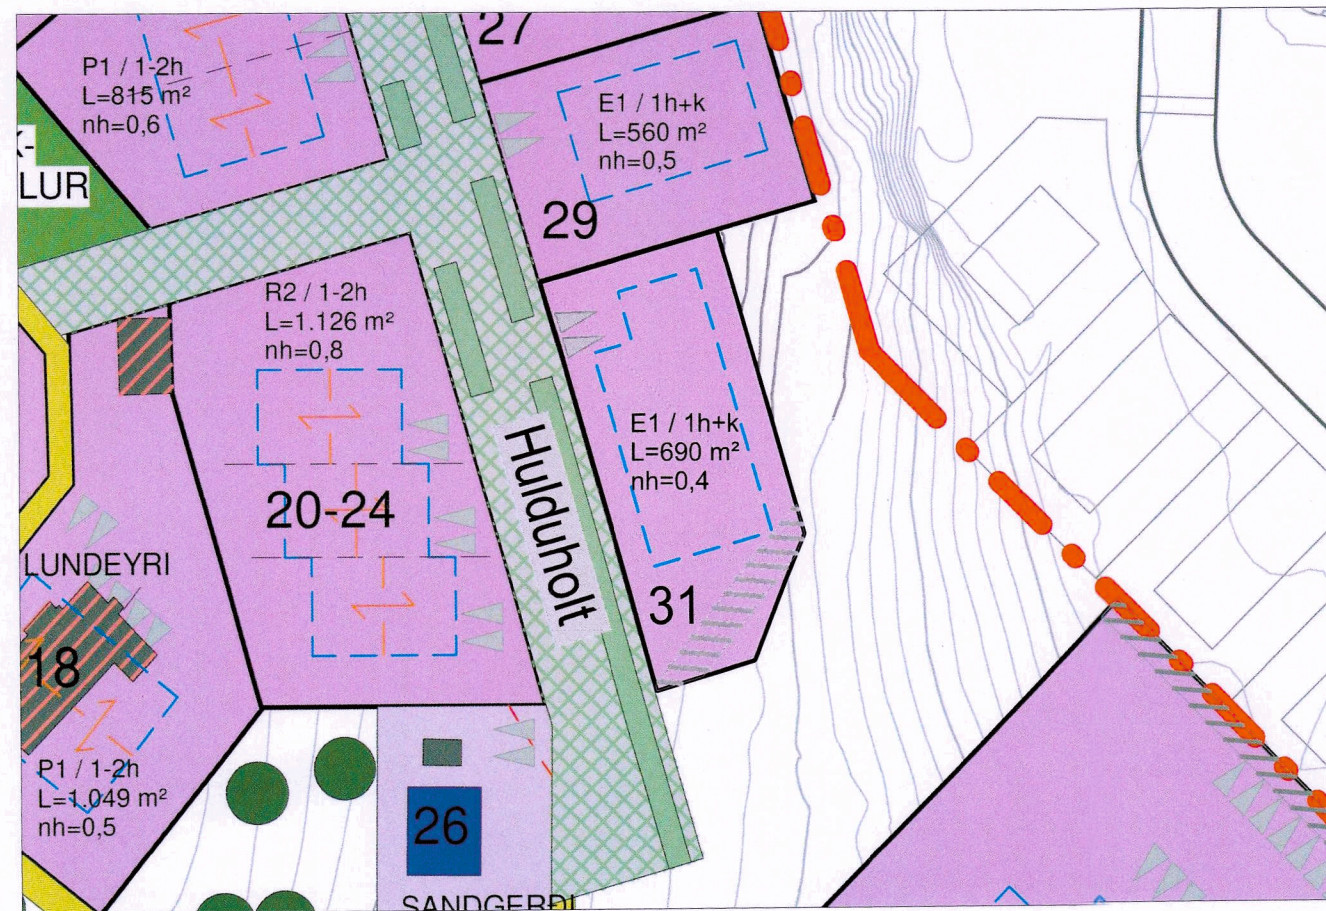 27
P1 / 1-2h
L=815 m²
nh=0,6
E1 / 1h+k
L=560 m²
nh=0,5
LUR
29
R2 / 1-2h
L=1.126 m²
nh=0,8
E1 / 1h+k
L=690 m²
nh=0,4
20-24
Hulduholt
LUNDEYRI
31
18
P1 / 1-2h
L=1.049 m²
nh=0,5
26
SANDGERÐI